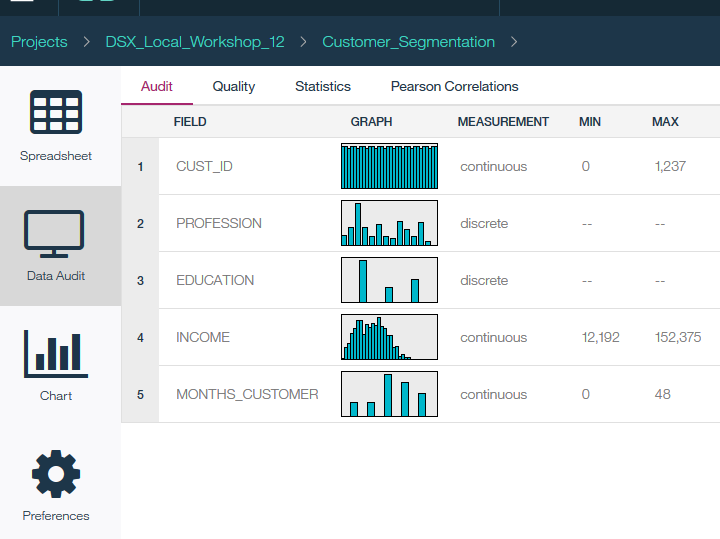 Projects > DSX_Local_Workshop_12 > Customer_Segmentation >
Spreadsheet
Data Audit
Chart
Preferences
Audit Quality Statistics Pearson Correlations
FIELD GRAPH MEASUREMENT MIN MAX
1 CUST_ID continuous 0 1,237
2 PROFESSION discrete -- --
3 EDUCATION discrete -- --
4 INCOME continuous 12,192 152,375
5 MONTHS_CUSTOMER continuous 0 48